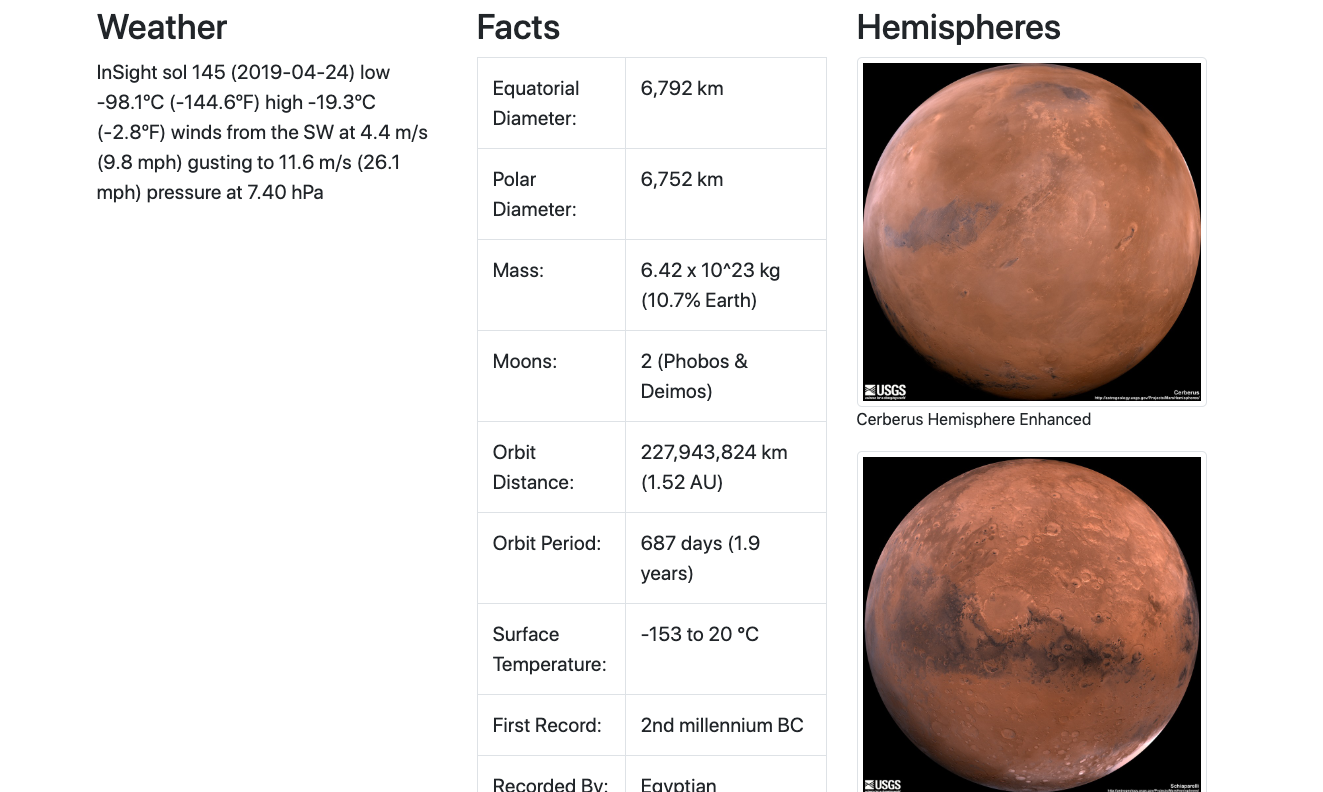 Weather
InSight sol 145 (2019-04-24) low
-98.1ºC (-144.6ºF) high -19.3ºC
(-2.8ºF) winds from the SW at 4.4 m/s
(9.8 mph) gusting to 11.6 m/s (26.1
mph) pressure at 7.40 hPa
Facts
Equatorial
Diameter:
6,792 km
Polar
Diameter:
6,752 km
Mass:
6.42 x 10^23 kg
(10.7% Earth)
Moons:
2 (Phobos &
Deimos)
Orbit
Distance:
227,943,824 km
(1.52 AU)
Orbit Period:
687 days (1.9
years)
Surface
Temperature:
-153 to 20 °C
First Record:
2nd millennium BC
Recorded By:
Egyptian
Hemispheres
USGS
Cerberus
Cerberus Hemisphere Enhanced
USGS
Schiaparelli